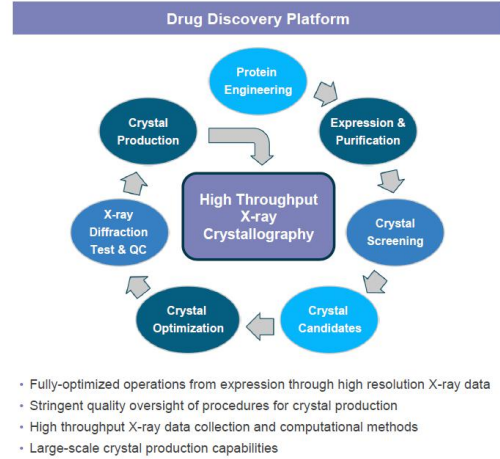 Drug Discovery Platform
Protein
Engineering
Expression &
Purification
Crystal
Screening
Crystal
Candidates
Crystal
Optimization
X-ray
Diffraction
Test & QC
Crystal
Production
High Throughput
X-ray
Crystallography
• Fully-optimized operations from expression through high resolution X-ray data
• Stringent quality oversight of procedures for crystal production
• High throughput X-ray data collection and computational methods
• Large-scale crystal production capabilities